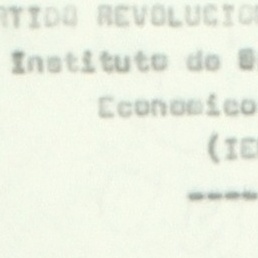 RTIDO REVOLUCIO
Instituto de
Economico
(IE
-----